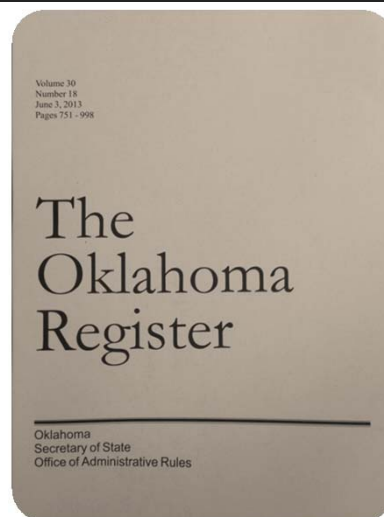 Volume 30
Number 18
June 3, 2013
Pages 751 - 998
The
Oklahoma
Register
Oklahoma
Secretary of State
Office of Administrative Rules